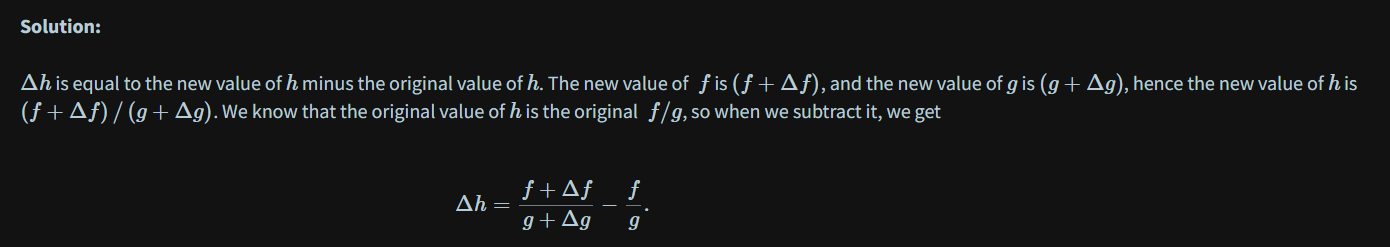 Solution:
Δh is equal to the new value of h minus the original value of h. The new value of f is (f + Δf), and the new value of g is (g + Δg), hence the new value of h is
(f + Δf) / (g + Δg). We know that the original value of h is the original f/g, so when we subtract it, we get
Δh = \frac{f + Δf}{g + Δg} − \frac{f}{g}.